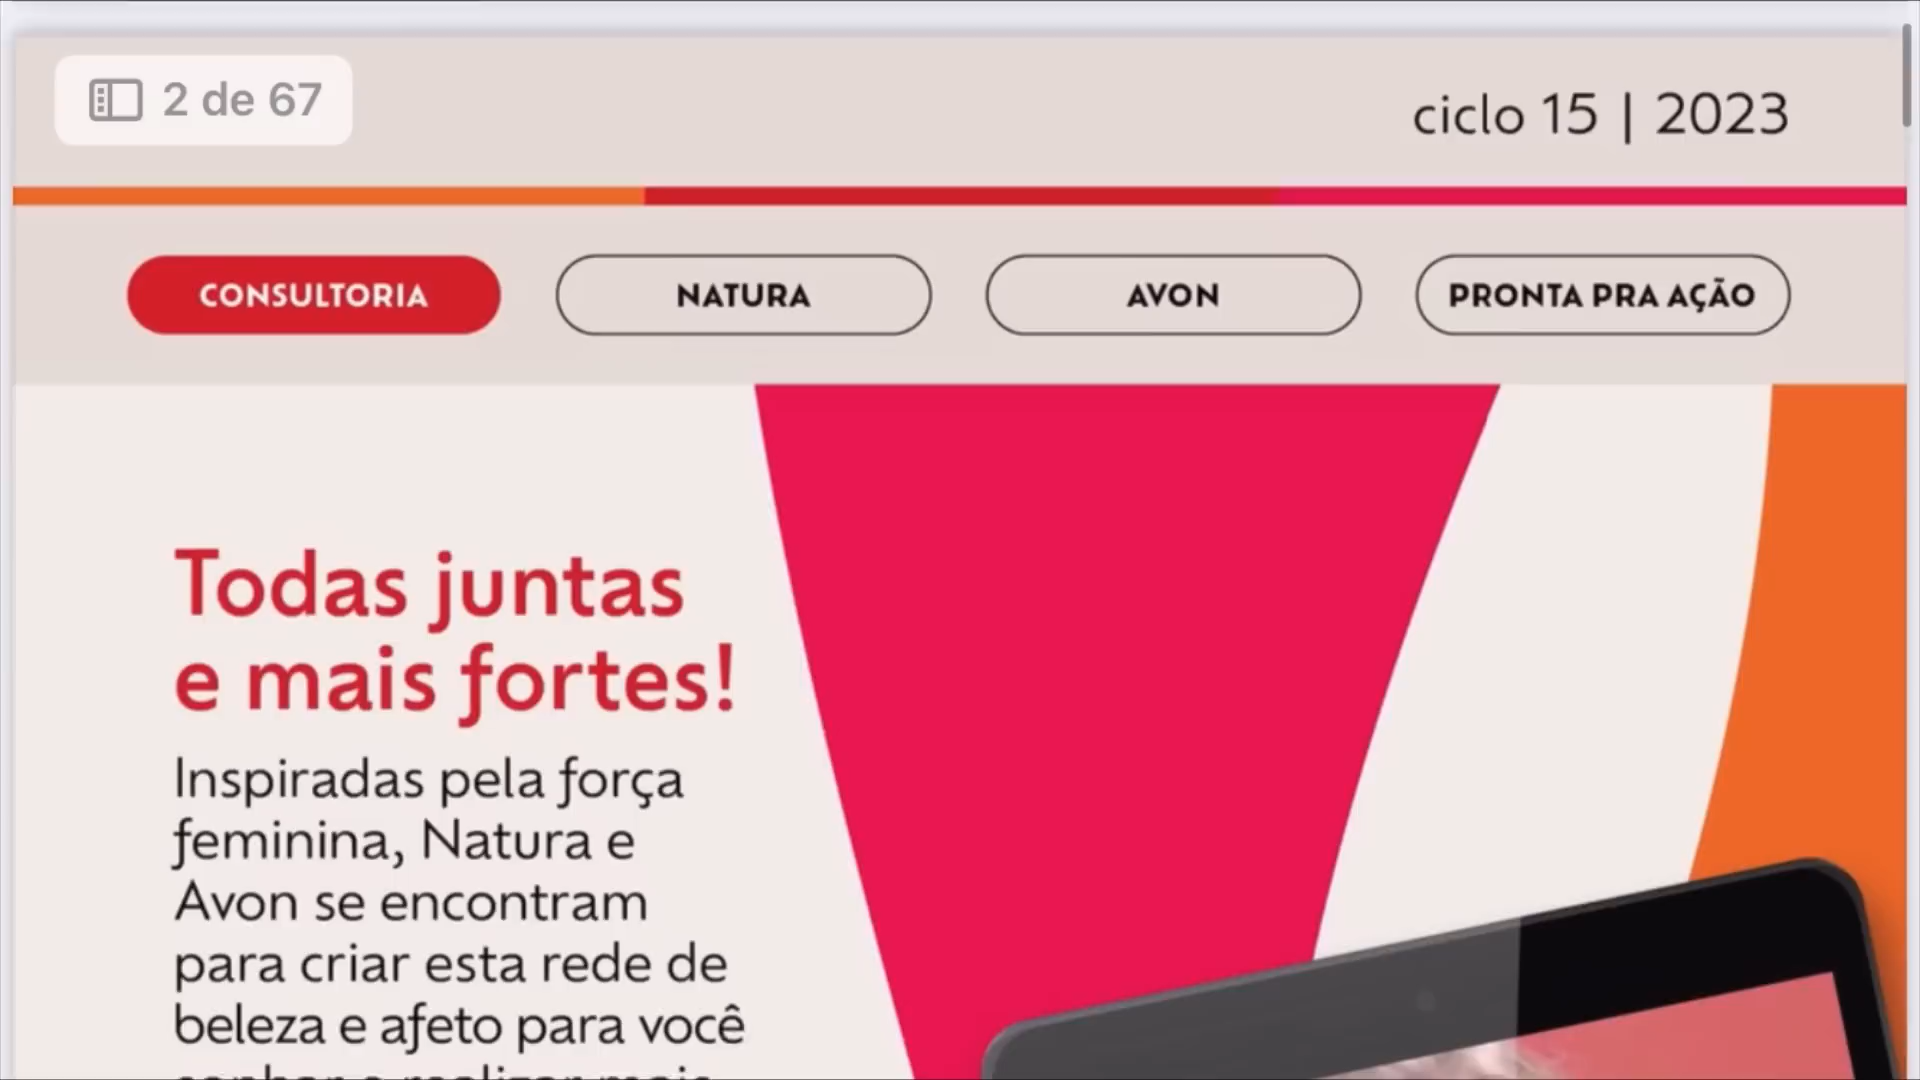 2 de 67
ciclo 15 | 2023
CONSULTORIA
NATURA
AVON
PRONTA PRA AÇÃO
Todas juntas
e mais fortes!
Inspiradas pela força
feminina, Natura e
Avon se encontram
para criar esta rede de
beleza e afeto para você